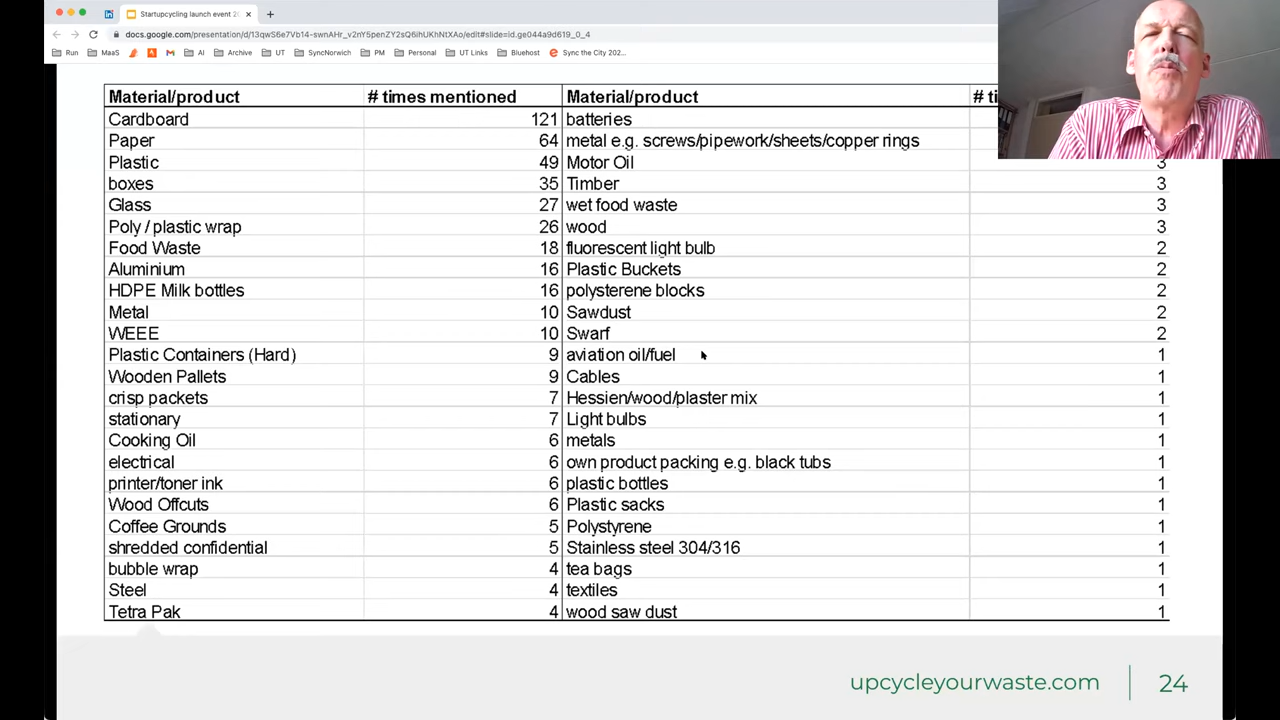 Startupcycling launch event 20
docs.google.com/presentation/d/13qwS6e7Vb14-swnAHr_v2nY5penZY2sQ6ihUKhNtXAo/edit#slide=id.ge044a9d619_0_4
Run MaaS AI Archive UT SyncNorwich PM Personal UT Links Bluehost Sync the City 202...
Material/product # times mentioned Material/product # ti
Cardboard 121 batteries
Paper 64 metal e.g. screws/pipework/sheets/copper rings
Plastic 49 Motor Oil 3
boxes 35 Timber 3
Glass 27 wet food waste 3
Poly / plastic wrap 26 wood 3
Food Waste 18 fluorescent light bulb 2
Aluminium 16 Plastic Buckets 2
HDPE Milk bottles 16 polysterene blocks 2
Metal 10 Sawdust 2
WEEE 10 Swarf 2
Plastic Containers (Hard) 9 aviation oil/fuel 1
Wooden Pallets 9 Cables 1
crisp packets 7 Hessien/wood/plaster mix 1
stationary 7 Light bulbs 1
Cooking Oil 6 metals 1
electrical 6 own product packing e.g. black tubs 1
printer/toner ink 6 plastic bottles 1
Wood Offcuts 6 Plastic sacks 1
Coffee Grounds 5 Polystyrene 1
shredded confidential 5 Stainless steel 304/316 1
bubble wrap 4 tea bags 1
Steel 4 textiles 1
Tetra Pak 4 wood saw dust 1
upcycleyourwaste.com 24